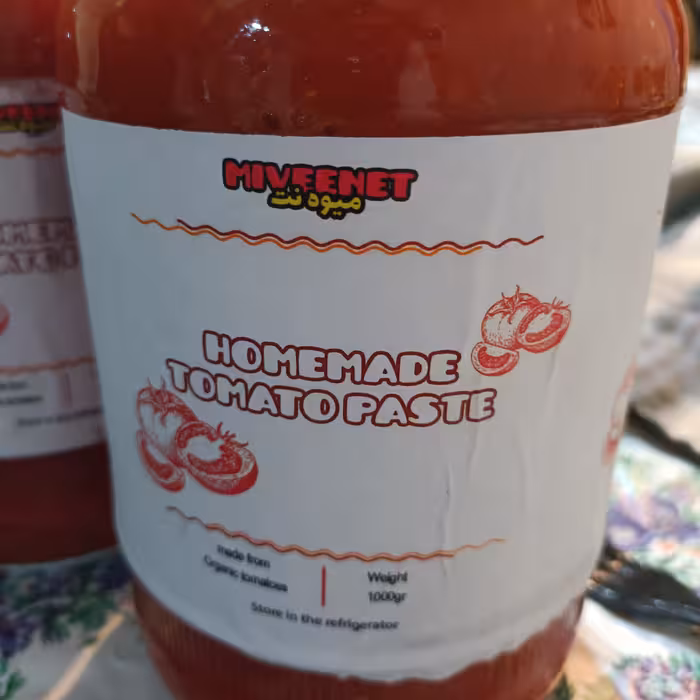 MIVEENET
میوه نت
HOMEMADE
TOMATO PASTE
made from
Organic tomatoes
Weight
1000gr
Store in the refrigerator